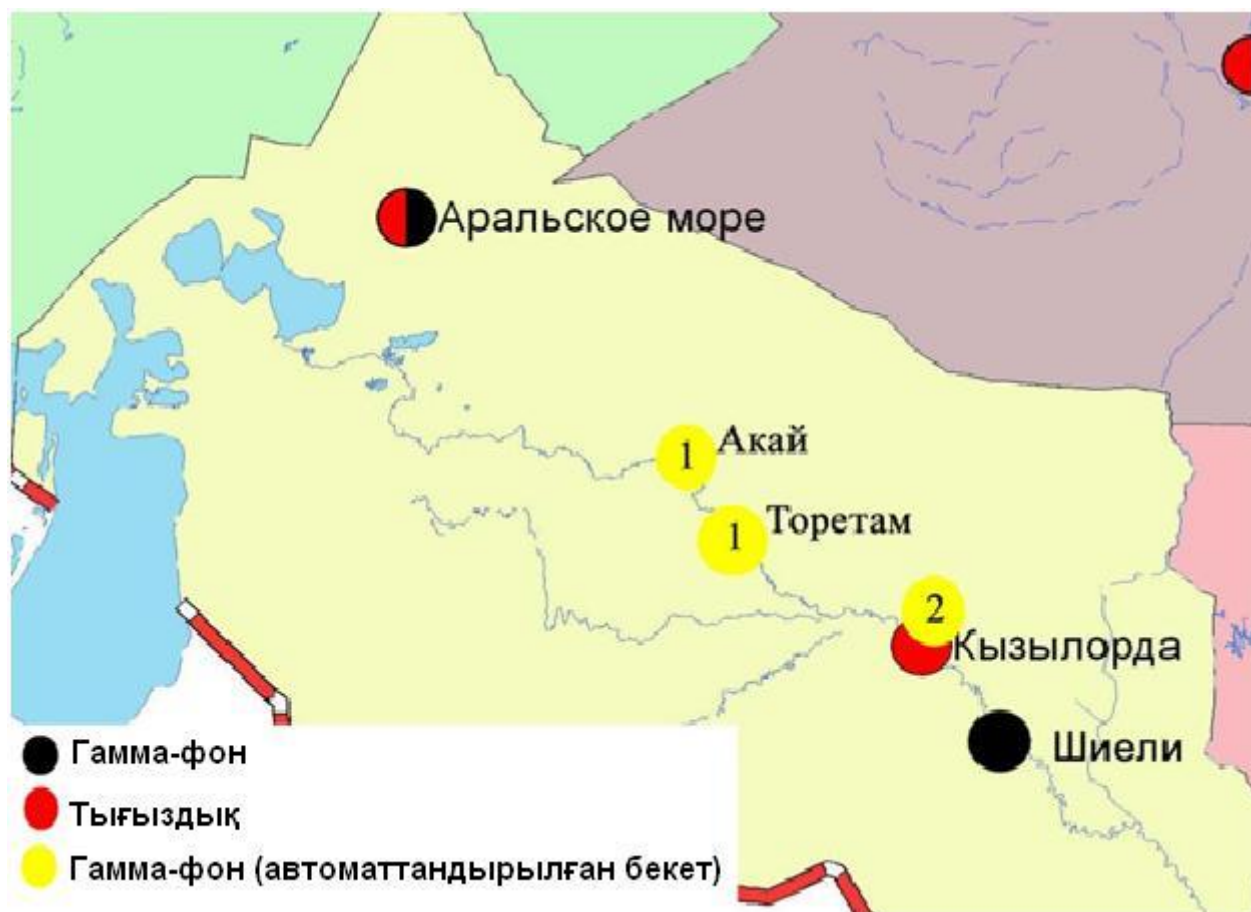 Аральское море
1 Акай
1 Торетам
2
Кызылорда
Шиели
Гамма-фон
Тығыздық
Гамма-фон (автоматтандырылған бекет)